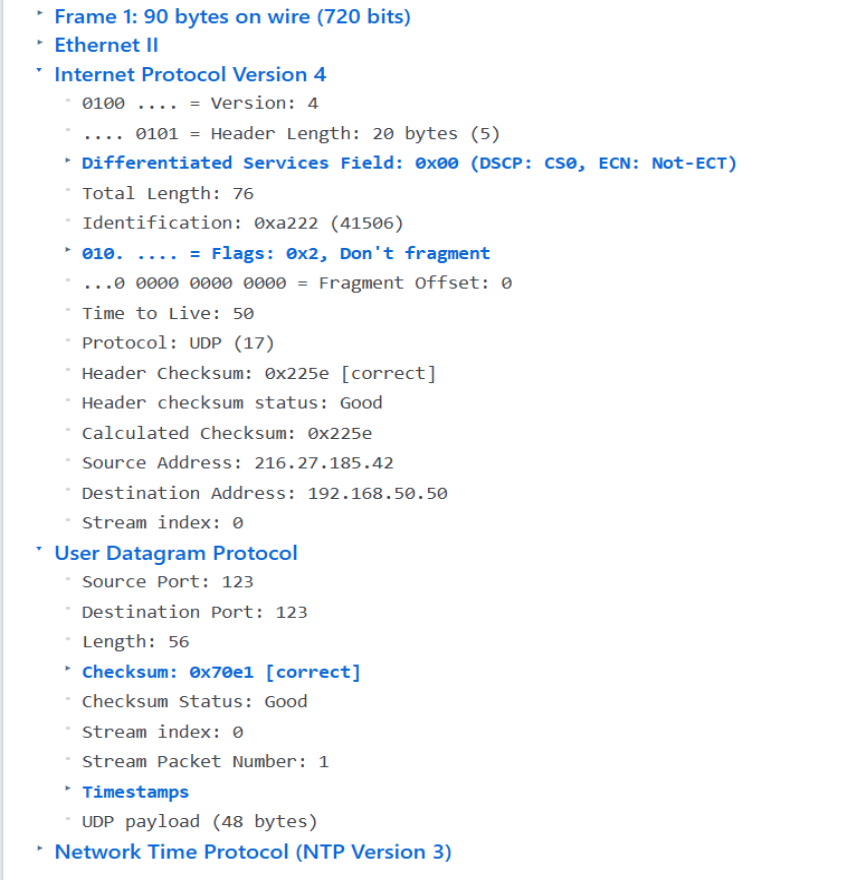 Frame 1: 90 bytes on wire (720 bits)
Ethernet II
Internet Protocol Version 4
0100 .... = Version: 4
.... 0101 = Header Length: 20 bytes (5)
Differentiated Services Field: 0x00 (DSCP: CS0, ECN: Not-ECT)
Total Length: 76
Identification: 0xa222 (41506)
010. .... = Flags: 0x2, Don't fragment
...0 0000 0000 0000 = Fragment Offset: 0
Time to Live: 50
Protocol: UDP (17)
Header Checksum: 0x225e [correct]
Header checksum status: Good
Calculated Checksum: 0x225e
Source Address: 216.27.185.42
Destination Address: 192.168.50.50
Stream index: 0
User Datagram Protocol
Source Port: 123
Destination Port: 123
Length: 56
Checksum: 0x70e1 [correct]
Checksum Status: Good
Stream index: 0
Stream Packet Number: 1
Timestamps
UDP payload (48 bytes)
Network Time Protocol (NTP Version 3)